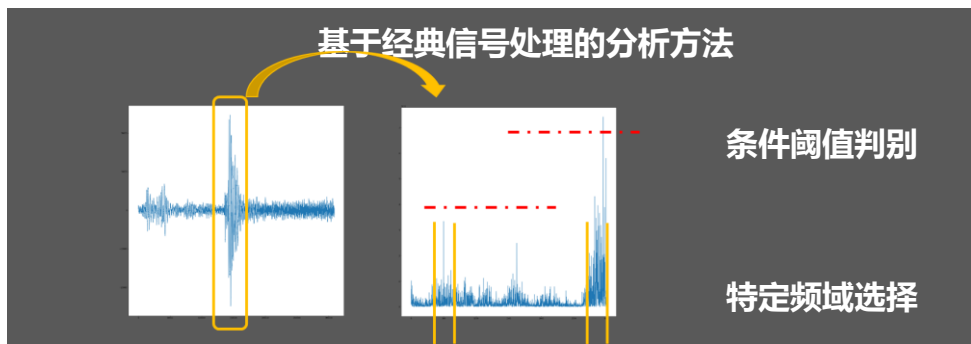 基于经典信号处理的分析方法
条件阈值判别
特定频域选择